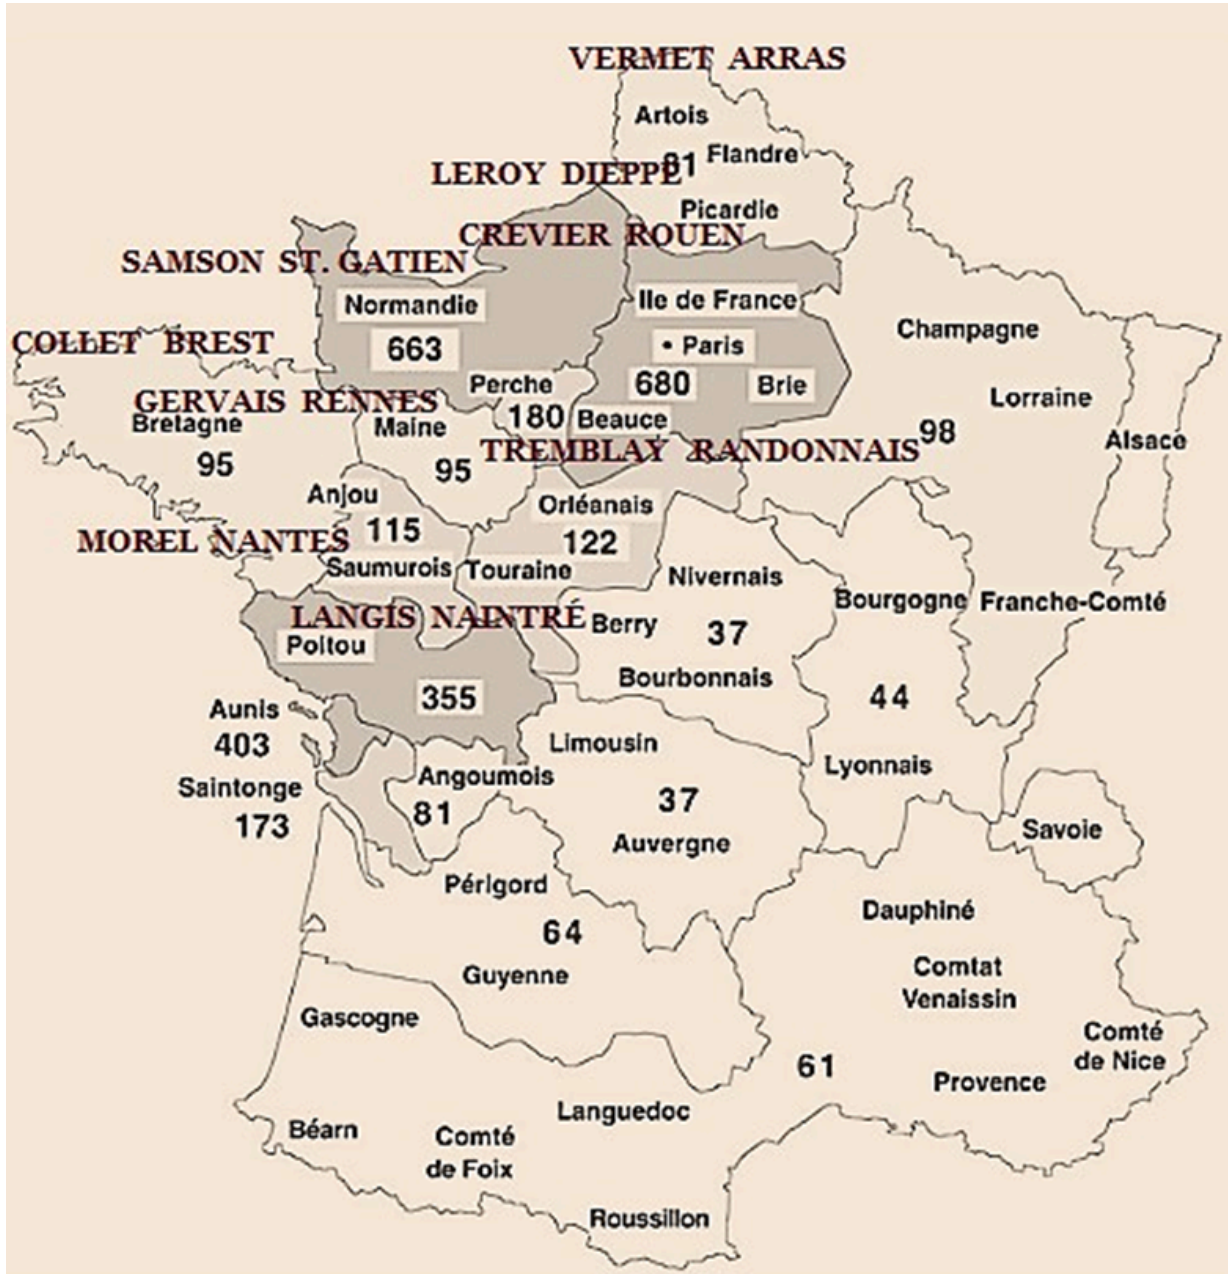 VERMET ARRAS
Artois
81 Flandre
LEROY DIEPPE
Picardie
CREVIER ROUEN
SAMSON ST. GATIEN
Normandie
Ile de France
663
• Paris
Champagne
COLLET BREST
Perche
680
Brie
Lorraine
GERVAIS RENNES
180
Beauce
Bretagne
Maine
98
Alsace
TREMBLAY RANDONNAIS
95
95
Anjou
Orléanais
115
122
MOREL NANTES
Saumurois
Touraine
Nivernais
Bourgogne
Franche-Comté
LANGIS NAINTRÉ
Berry
37
Poitou
Bourbonnais
355
44
Aunis
403
Limousin
Lyonnais
Saintonge
Angoumois
173
81
37
Savoie
Auvergne
Périgord
Dauphiné
64
Guyenne
Comtat
Venaissin
Gascogne
Comté
de Nice
61
Provence
Languedoc
Béarn
Comté
de Foix
Roussillon